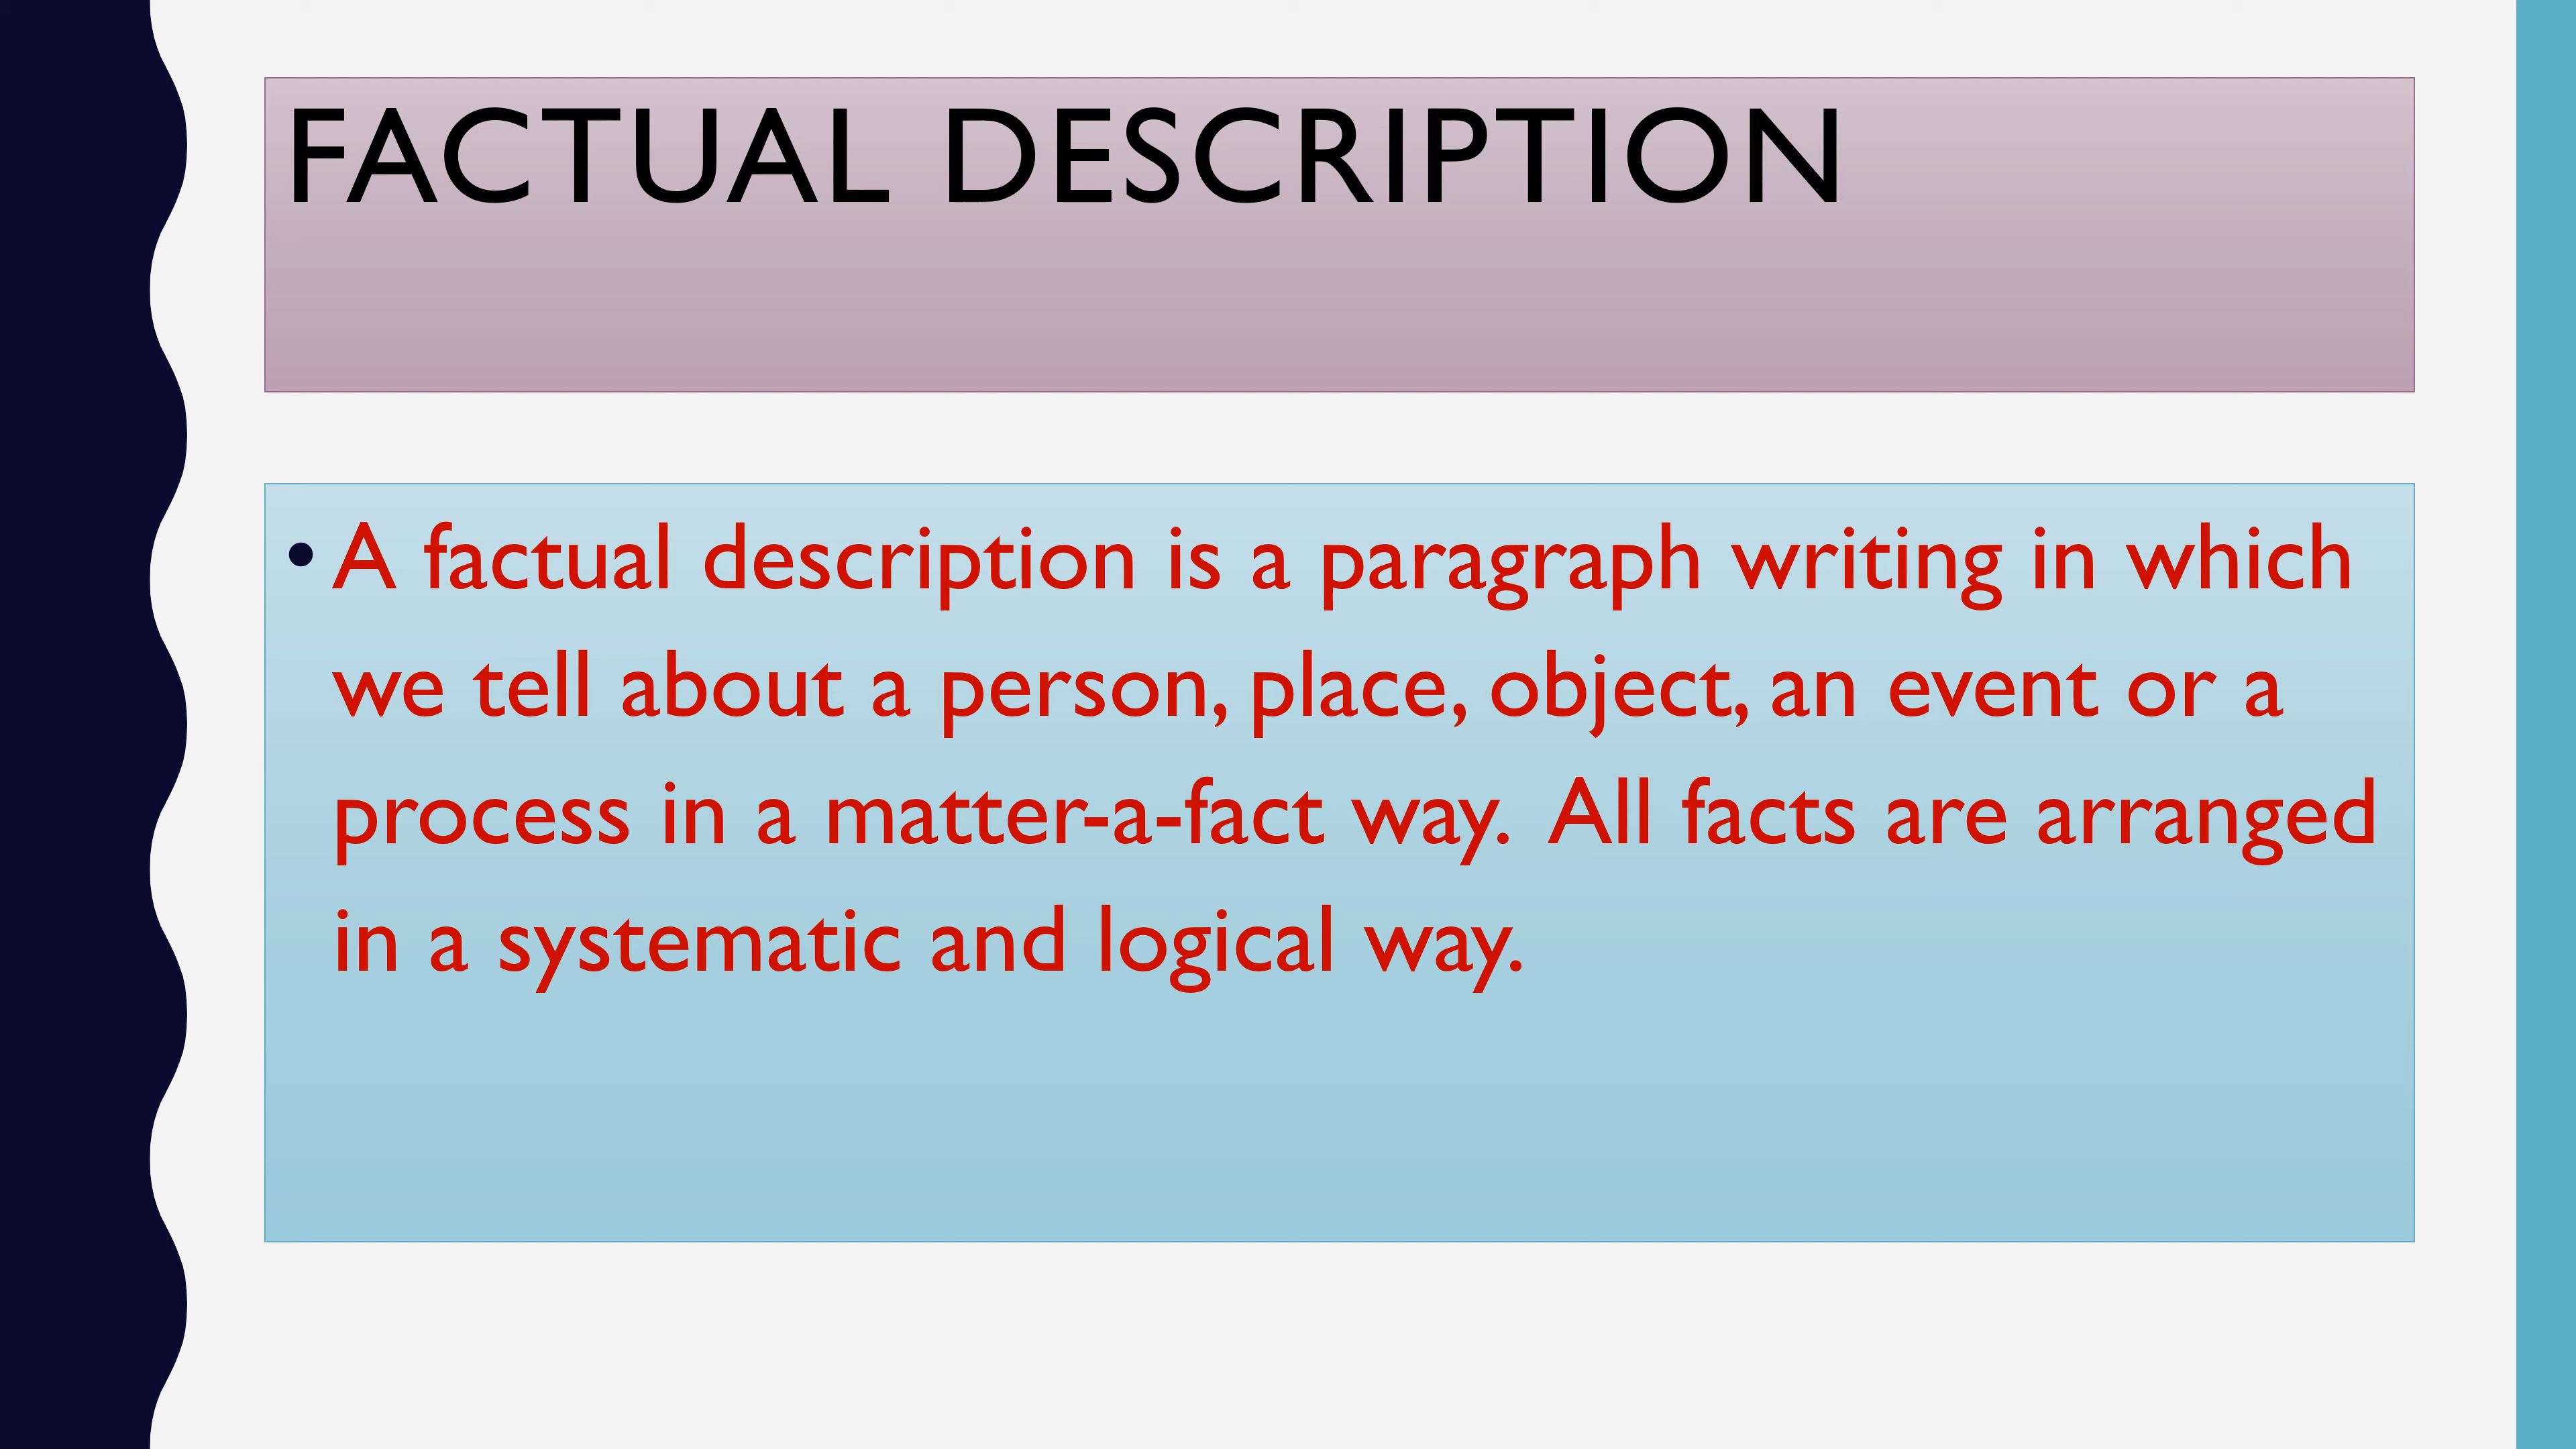 FACTUAL DESCRIPTION
• A factual description is a paragraph writing in which
we tell about a person, place, object, an event or a
process in a matter-a-fact way. All facts are arranged
in a systematic and logical way.